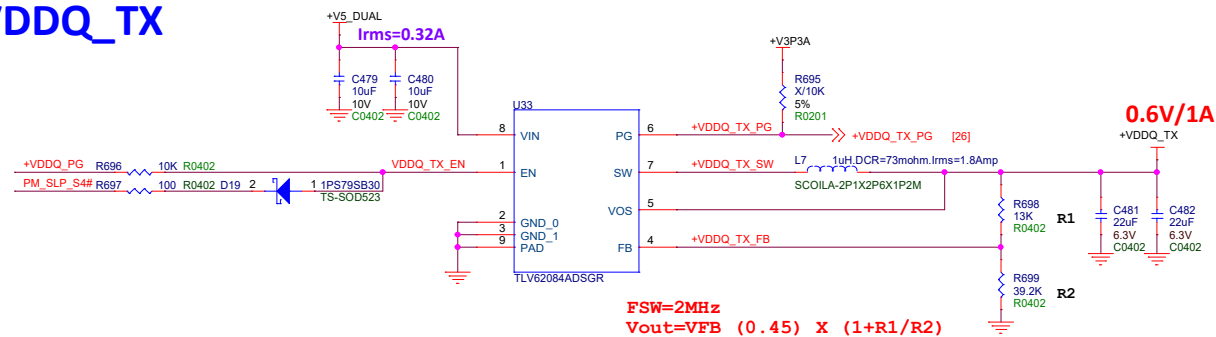 VDDQ_TX
+V5_DUAL
Irms=0.32A
C479
10uF
10V
C0402
C480
10uF
10V
C0402
+V3P3A
R695
X/10K
5%
R0201
0.6V/1A
+VDDQ_TX
U33
8
VIN
PG
6
+VDDQ_TX_PG
+VDDQ_TX_PG [26]
+VDDQ_PG
R696
10K R0402
VDDQ_TX_EN
1
EN
SW
7
+VDDQ_TX_SW
L7
1uH,DCR=73mohm.Irms=1.8Amp
SCOILA-2P1X2P6X1P2M
PM_SLP_S4#
R697
100 R0402
D19
2
1
1PS79SB30
TS-SOD523
VOS
5
2
GND_0
3
GND_1
9
PAD
FB
4
+VDDQ_TX_FB
TLV62084ADSGR
R698
13K
R0402
R1
C481
22uF
6.3V
C0402
C482
22uF
6.3V
C0402
R699
39.2K
R0402
R2
FSW=2MHz
Vout=VFB (0.45) X (1+R1/R2)